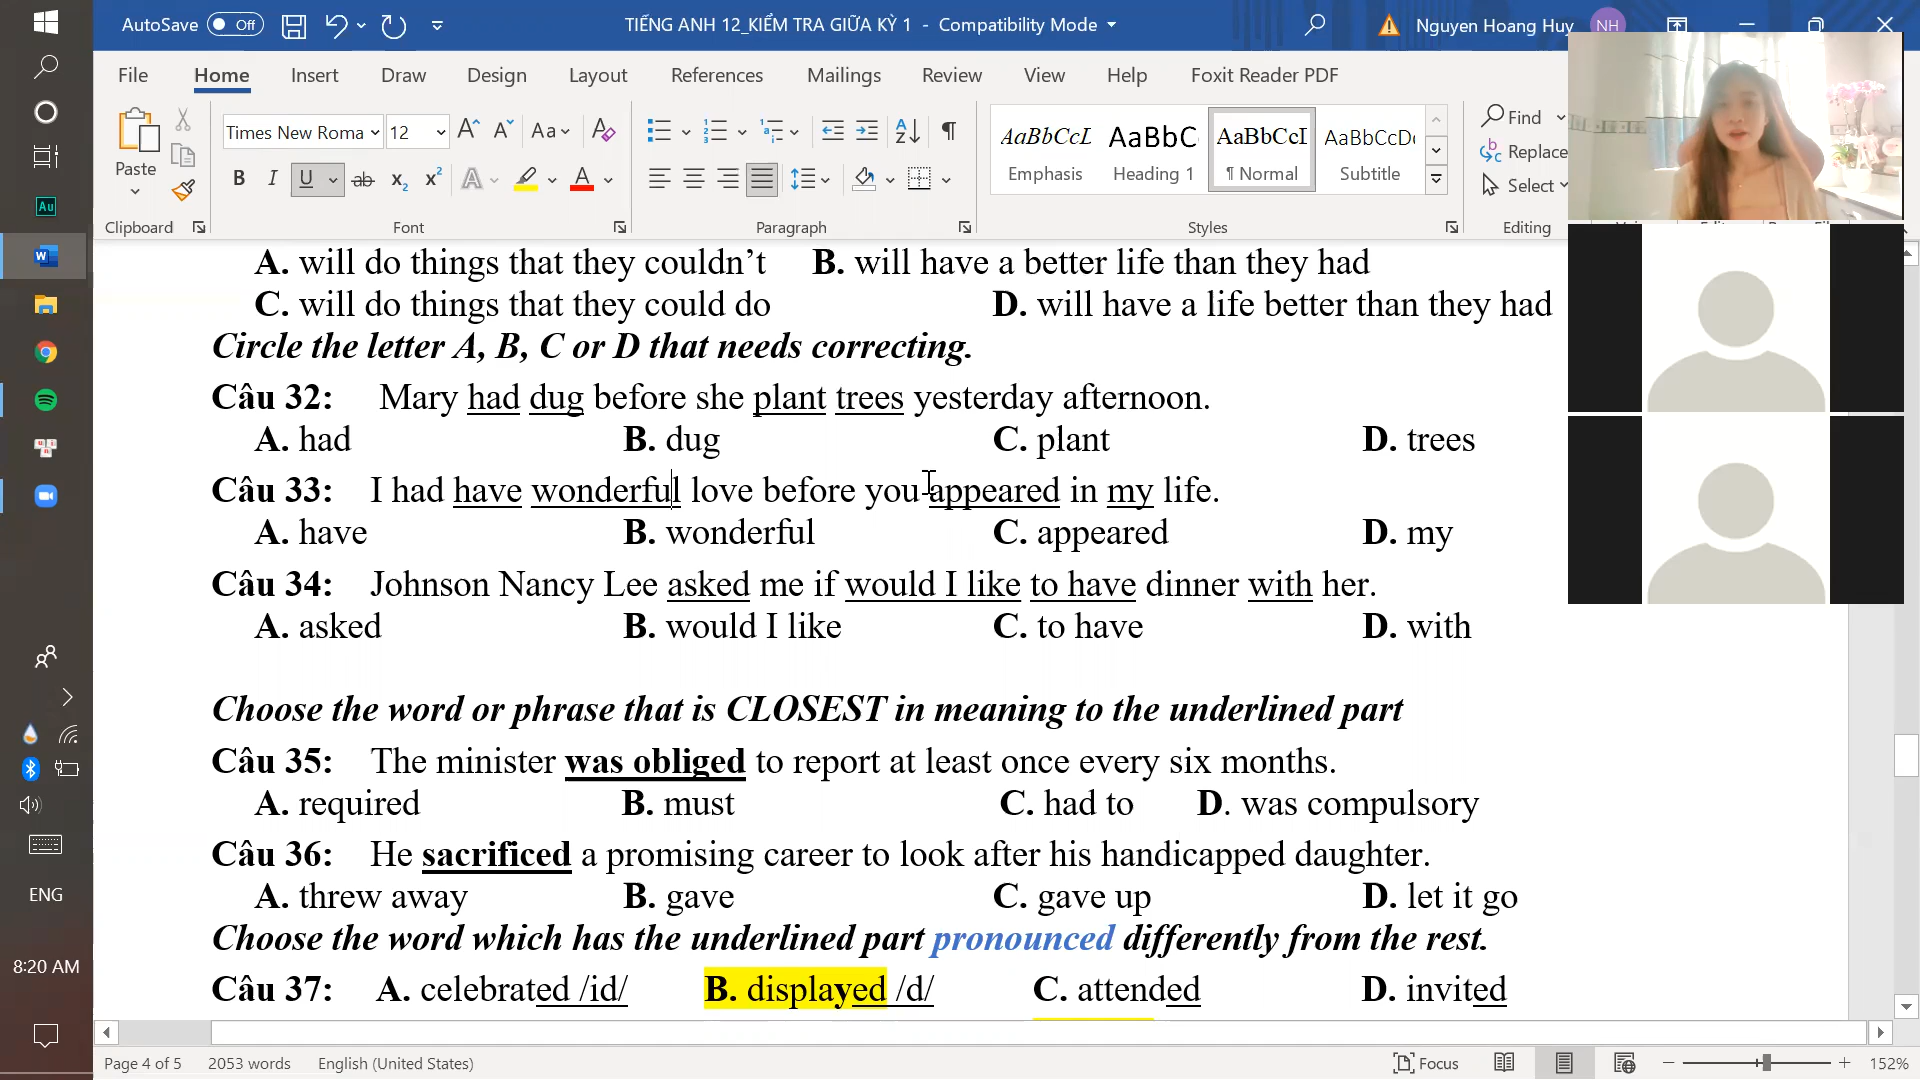 AutoSave Off TIẾNG ANH 12_KIỂM TRA GIỮA KỲ 1 - Compatibility Mode Nguyen Hoang Huy NH
File Home Insert Draw Design Layout References Mailings Review View Help Foxit Reader PDF
Paste Times New Roma 12 Aa AaBbCcL AaBbC AaBbCcI AaBbCcD Find
Emphasis Heading 1 ¶ Normal Subtitle Replace
Select
Clipboard Font Paragraph Styles Editing
A. will do things that they couldn’t B. will have a better life than they had
C. will do things that they could do D. will have a life better than they had
Circle the letter A, B, C or D that needs correcting.
Câu 32: Mary had dug before she plant trees yesterday afternoon.
A. had B. dug C. plant D. trees
Câu 33: I had have wonderful love before you appeared in my life.
A. have B. wonderful C. appeared D. my
Câu 34: Johnson Nancy Lee asked me if would I like to have dinner with her.
A. asked B. would I like C. to have D. with
Choose the word or phrase that is CLOSEST in meaning to the underlined part
Câu 35: The minister was obliged to report at least once every six months.
A. required B. must C. had to D. was compulsory
Câu 36: He sacrificed a promising career to look after his handicapped daughter.
A. threw away B. gave C. gave up D. let it go
Choose the word which has the underlined part pronounced differently from the rest.
Câu 37: A. celebrated /id/ B. displayed /d/ C. attended D. invited
ENG
8:20 AM
Page 4 of 5 2053 words English (United States) Focus 152%